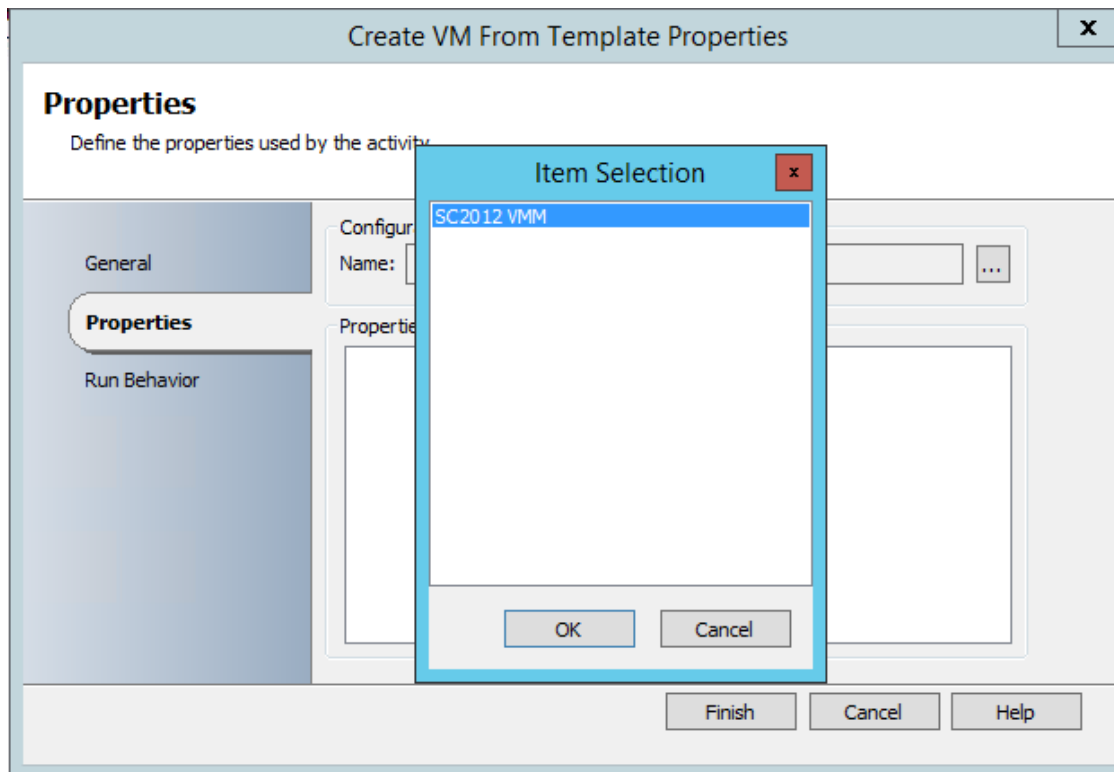 Create VM From Template Properties
x
Properties
Define the properties used by the activity
Item Selection
x
SC2012 VMM
General
Properties
Run Behavior
Configur
Name:
...
Propertie
OK
Cancel
Finish
Cancel
Help